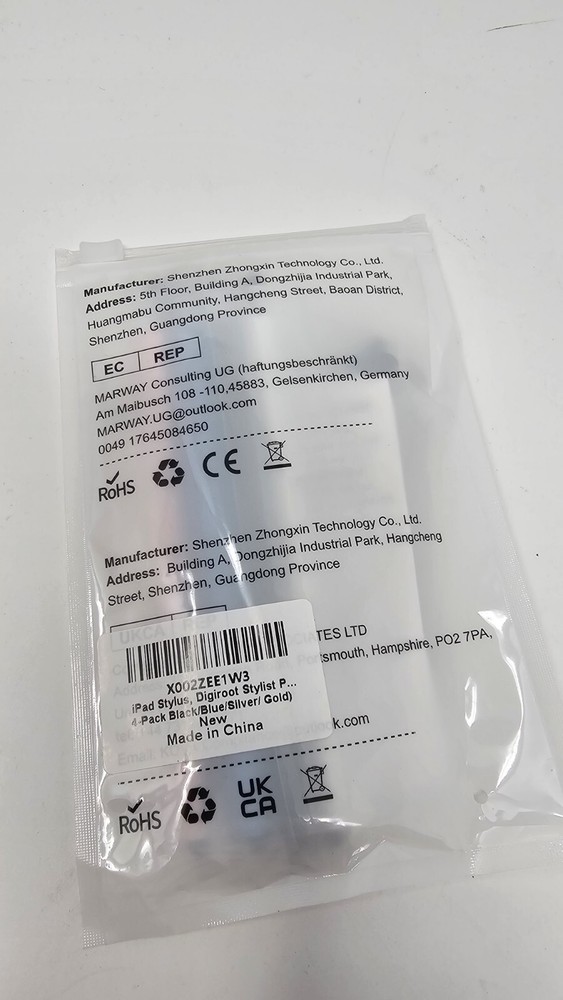 Manufacturer: Shenzhen Zhongxin Technology Co., Ltd.
Address: 5th Floor, Building A, Dongzhijia Industrial Park,
Huangmabu Community, Hangcheng Street, Baoan District,
Shenzhen, Guangdong Province
EC REP
MARWAY Consulting UG (haftungsbeschränkt)
Am Maibusch 108 -110,45883, Gelsenkirchen, Germany
MARWAY.UG@outlook.com
0049 17645084650
RoHS CE
Manufacturer: Shenzhen Zhongxin Technology Co., Ltd.
Address: Building A, Dongzhijia Industrial Park, Hangcheng
Street, Shenzhen, Guangdong Province
UKCA REP
CIATES LTD
Portsmouth, Hampshire, PO2 7PA,
k.com
X002ZEE1W3
iPad Stylus, Digiroot Stylist P...
4-Pack Black/Blue/Silver/ Gold)
New
Made in China
RoHS UK
CA